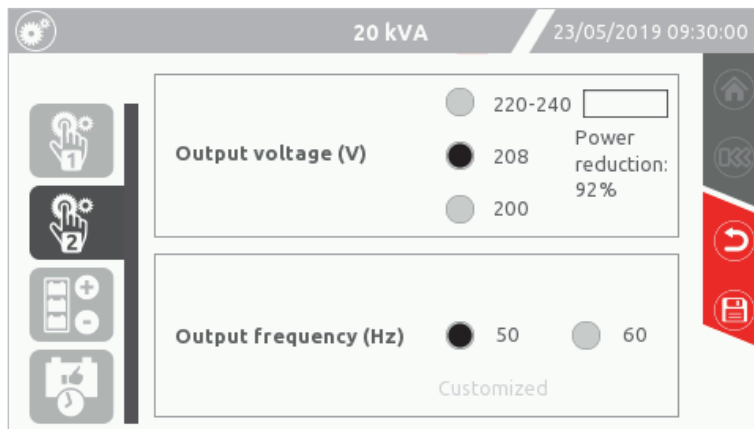 20 kVA
23/05/2019 09:30:00
1
2
Output voltage (V)
220-240
208
200
Power
reduction:
92%
Output frequency (Hz)
50
60
Customized